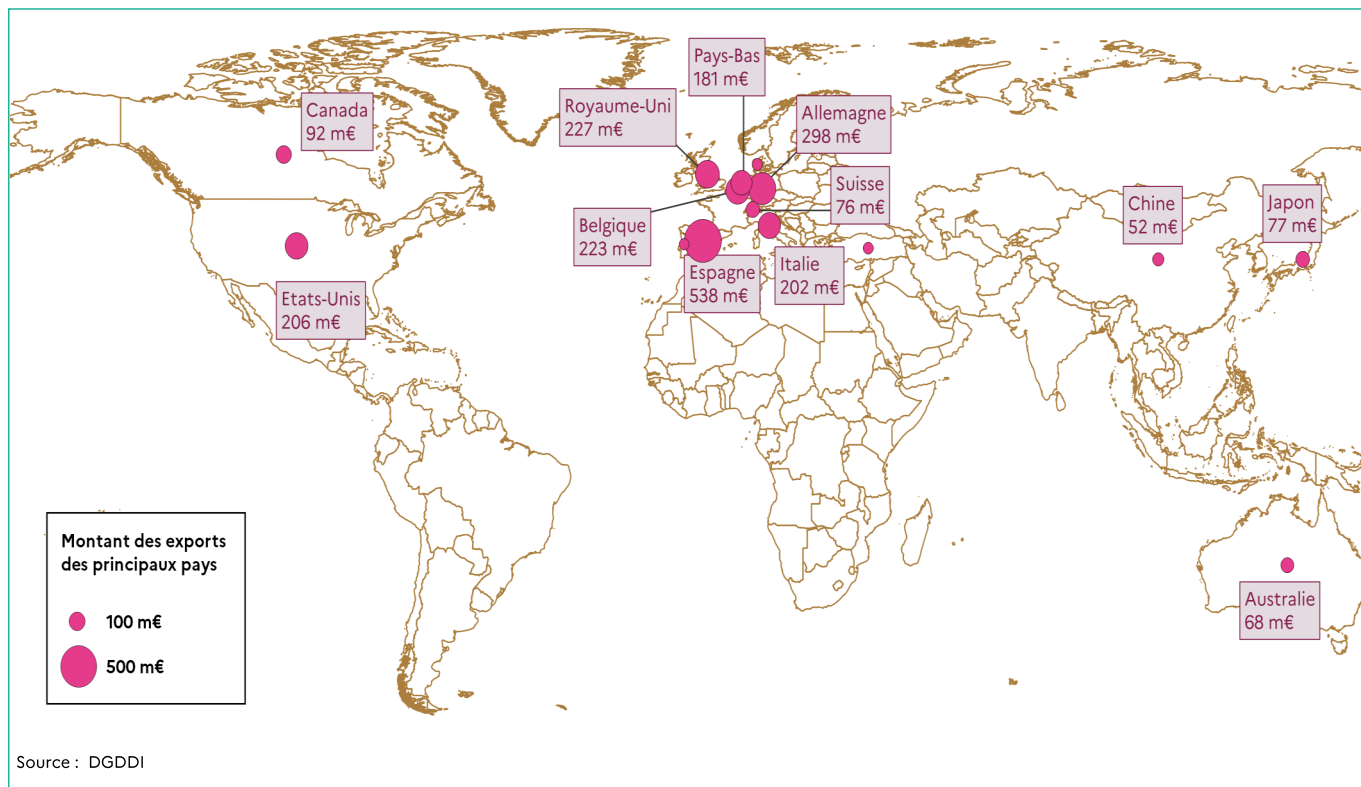 Pays-Bas
181 m€
Canada
92 m€
Royaume-Uni
227 m€
Allemagne
298 m€
Suisse
76 m€
Chine
52 m€
Japon
77 m€
Belgique
223 m€
Espagne
538 m€
Italie
202 m€
Etats-Unis
206 m€
Australie
68 m€
Montant des exports
des principaux pays
100 m€
500 m€
Source : DGDDI